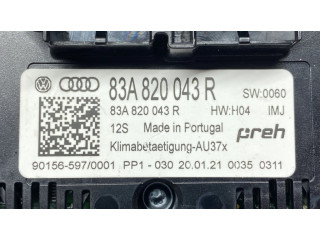 83A 820 043 R SW:0060
83A 820 043 R HW:H04 IMJ
12S Made in Portugal preh
Klimabetaetigung-AU37x
90156-597/0001 PP1-030 20.01.21 0035 0311